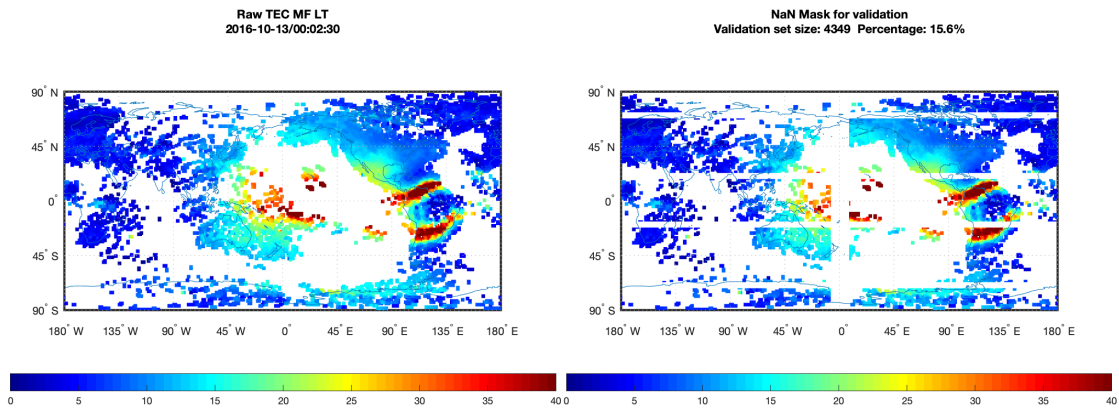 Raw TEC MF LT
2016-10-13/00:02:30
90° N
45° N
0°
45° S
90° S
180° W 135° W 90° W 45° W 0° 45° E 90° E 135° E 180° E
0 5 10 15 20 25 30 35 40
NaN Mask for validation
Validation set size: 4349 Percentage: 15.6%
90° N
45° N
0°
45° S
90° S
180° W 135° W 90° W 45° W 0° 45° E 90° E 135° E 180° E
0 5 10 15 20 25 30 35 40